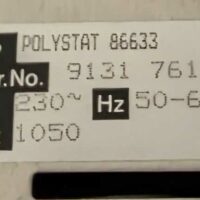 POLYSTAT 86633
r.No. 9131 761
230~ Hz 50-6
1050